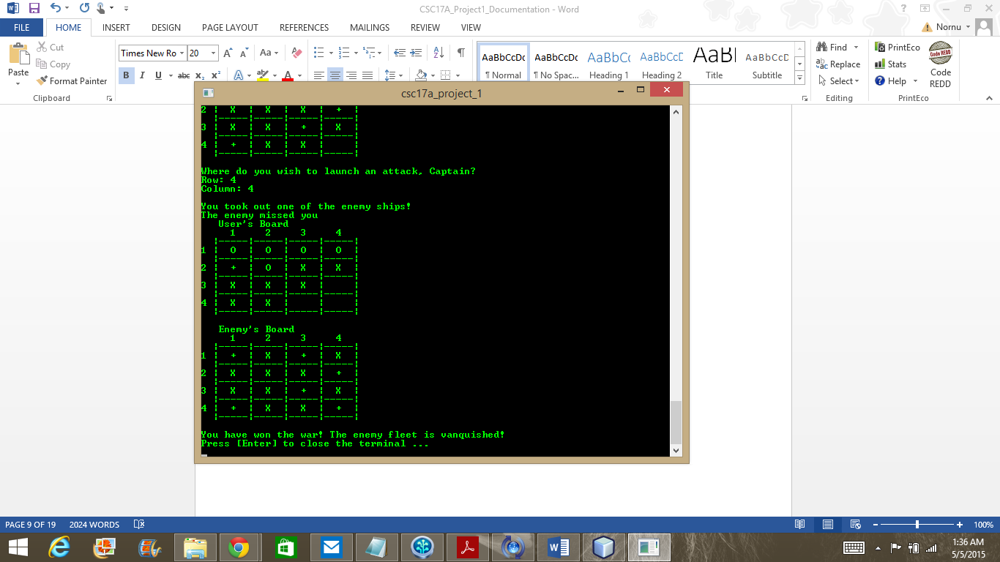 CSC17A_Project1_Documentation - Word
FILE HOME INSERT DESIGN PAGE LAYOUT REFERENCES MAILINGS REVIEW VIEW Nornu
Paste
Cut
Copy
Format Painter
Clipboard
Times New Ro 20
B I U abc x₂ x²
AaBbCcDc AaBbCcDc AaBbCc AaBbCcD AaBl AaBbCcD
¶ Normal ¶ No Spac... Heading 1 Heading 2 Title Subtitle
Find
Replace
Select
Editing
PrintEco
Stats
Help
PrintEco
Code REDD
Code
REDD
csc17a_project_1
2 | X | X | X | + |
|-----|-----|-----|-----|
3 | X | X | + | X |
|-----|-----|-----|-----|
4 | + | X | X | |
|-----|-----|-----|-----|
Where do you wish to launch an attack, Captain?
Row: 4
Column: 4
You took out one of the enemy ships!
The enemy missed you
User's Board
1 2 3 4
|-----|-----|-----|-----|
1 | O | O | O | O |
|-----|-----|-----|-----|
2 | + | O | X | X |
|-----|-----|-----|-----|
3 | X | X | X | |
|-----|-----|-----|-----|
4 | X | X | | |
|-----|-----|-----|-----|
Enemy's Board
1 2 3 4
|-----|-----|-----|-----|
1 | + | X | + | X |
|-----|-----|-----|-----|
2 | X | X | X | + |
|-----|-----|-----|-----|
3 | X | X | + | X |
|-----|-----|-----|-----|
4 | + | X | X | + |
|-----|-----|-----|-----|
You have won the war! The enemy fleet is vanquished!
Press [Enter] to close the terminal ...
PAGE 9 OF 19 2024 WORDS 100%
1:36 AM
5/5/2015